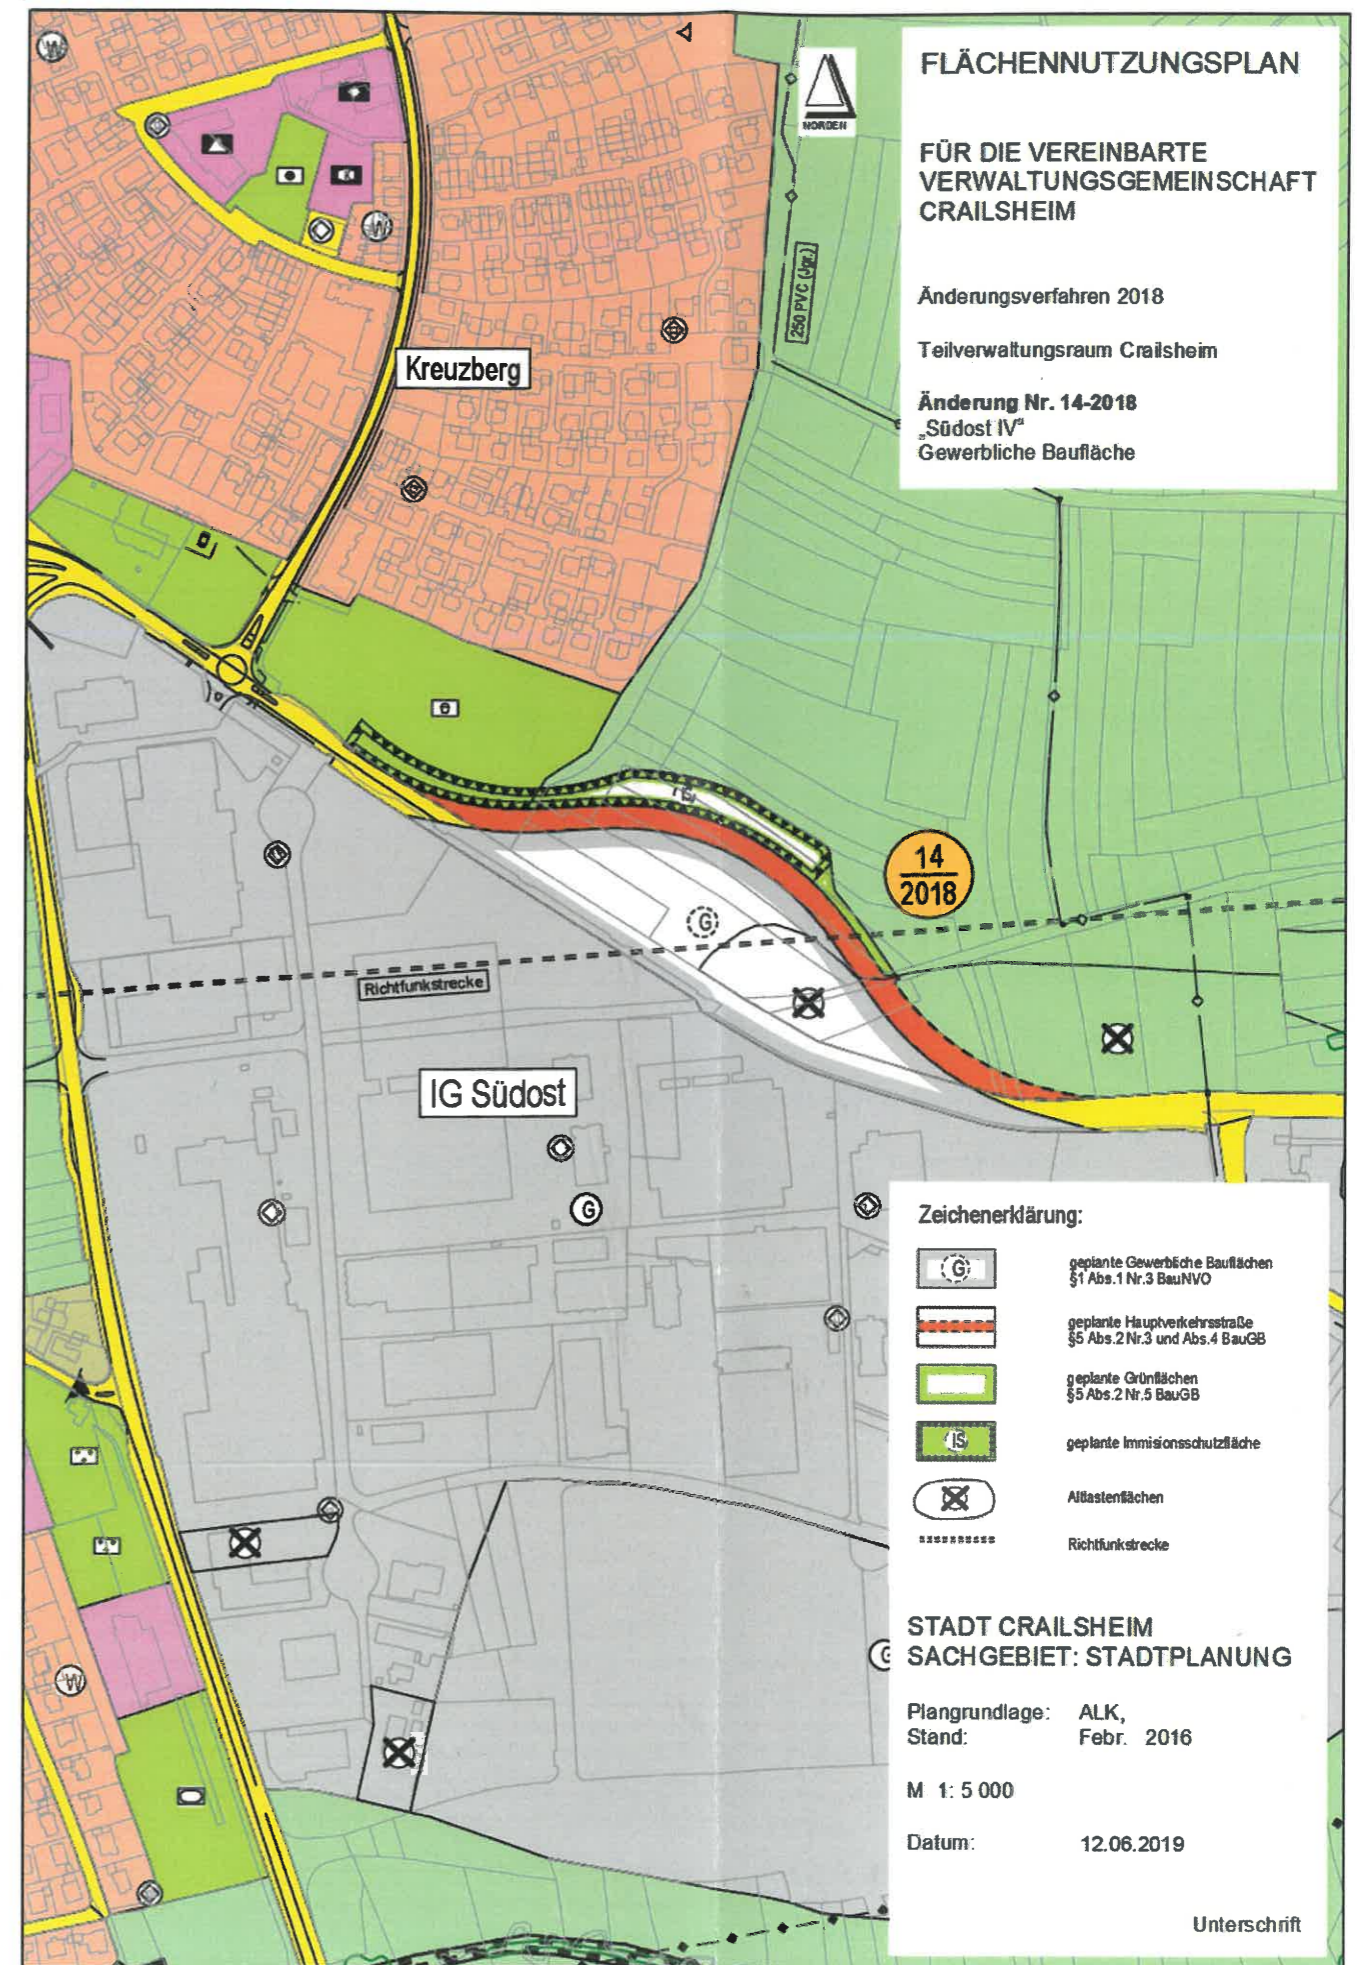 FLÄCHENNUTZUNGSPLAN
FÜR DIE VEREINBARTE
VERWALTUNGSGEMEINSCHAFT
CRAILSHEIM
Änderungsverfahren 2018
Teilverwaltungsraum Crailsheim
Änderung Nr. 14-2018
„Südost IV“
Gewerbliche Baufläche
NORDEN
W
W
250 PVC (Jgr.)
Kreuzberg
14
2018
G
Richtfunkstrecke
IG Südost
G
W
G
Zeichenerklärung:
G
geplante Gewerbliche Bauflächen
§1 Abs.1 Nr.3 BauNVO
geplante Hauptverkehrsstraße
§5 Abs.2 Nr.3 und Abs.4 BauGB
geplante Grünflächen
§5 Abs.2 Nr.5 BauGB
IS
geplante Immisionsschutzfläche
Altlastenflächen
Richtfunkstrecke
STADT CRAILSHEIM
SACHGEBIET: STADTPLANUNG
Plangrundlage: ALK,
Stand: Febr. 2016
M 1: 5 000
Datum: 12.06.2019
Unterschrift